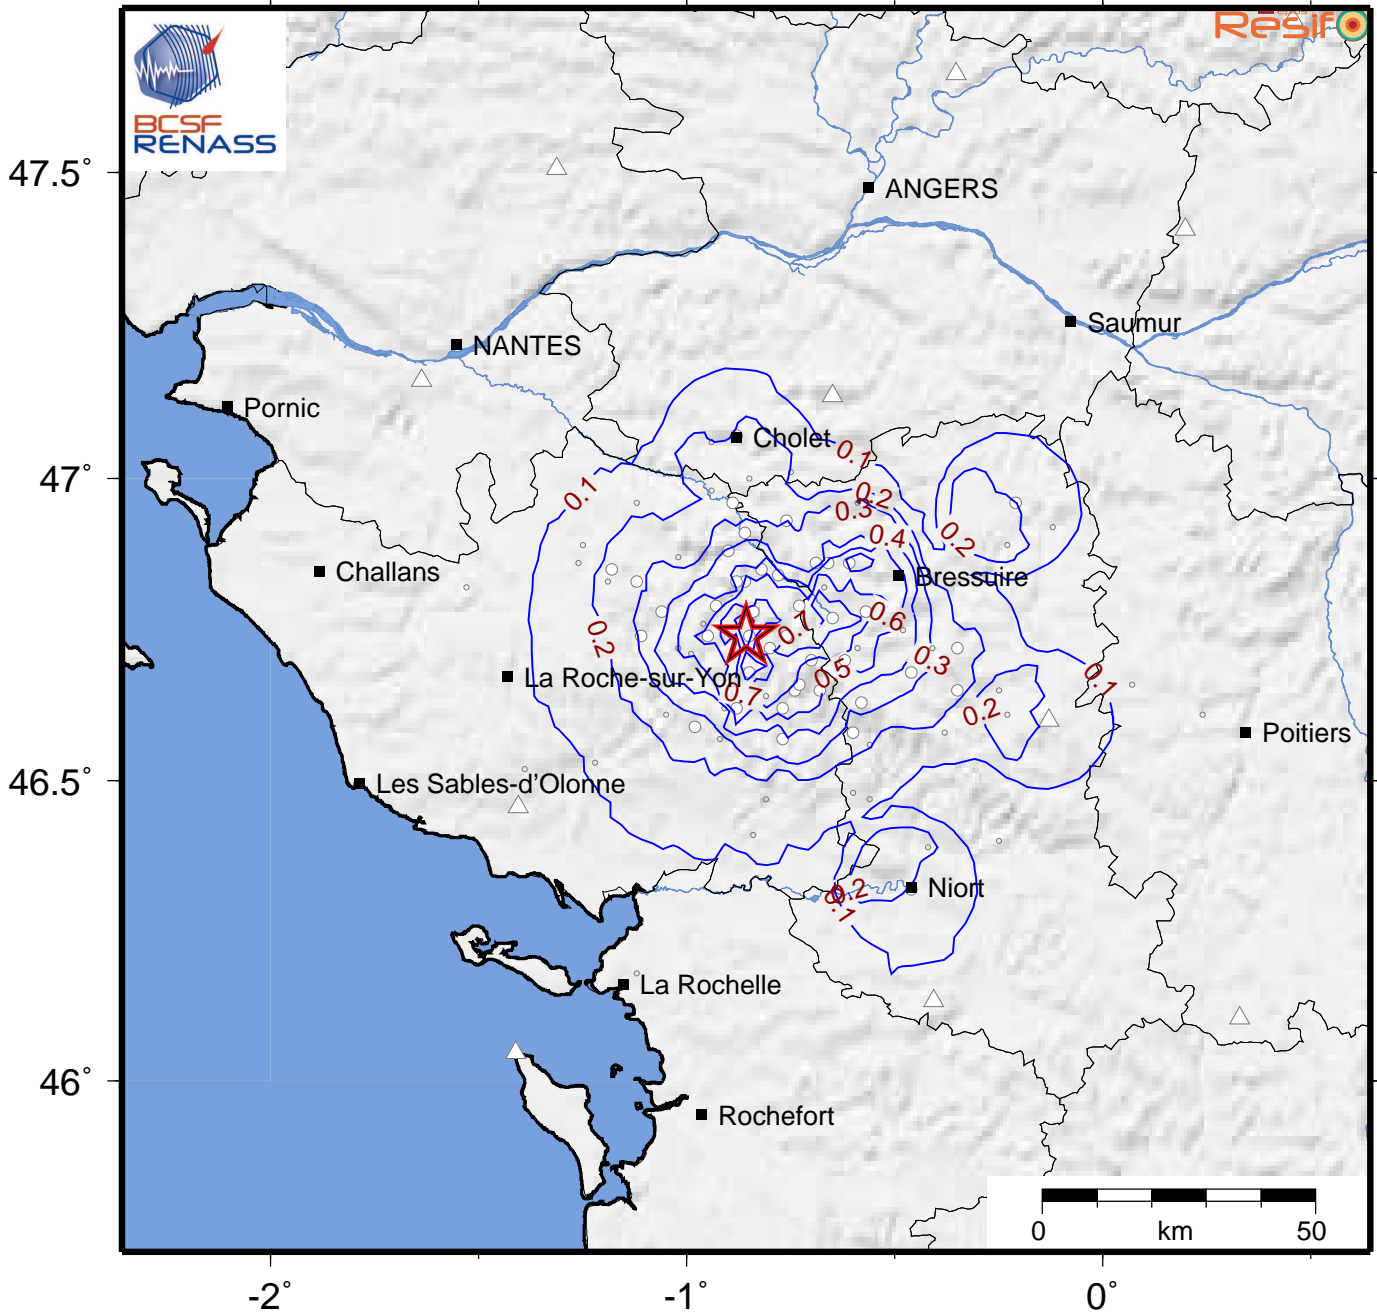 Résif
BCSF
RENASS
47.5°
ANGERS
Saumur
NANTES
Pornic
Cholet
0.1
47°
0.1
0.2
0.3
0.2
0.4
Challans
Bressuire
0.6
0.7
0.2
0.3
0.5
La Roche-sur-Yon
0.7
0.1
0.2
Poitiers
46.5°
Les Sables-d'Olonne
0.2
Niort
0.1
La Rochelle
46°
Rochefort
0 km 50
-2° -1° 0°